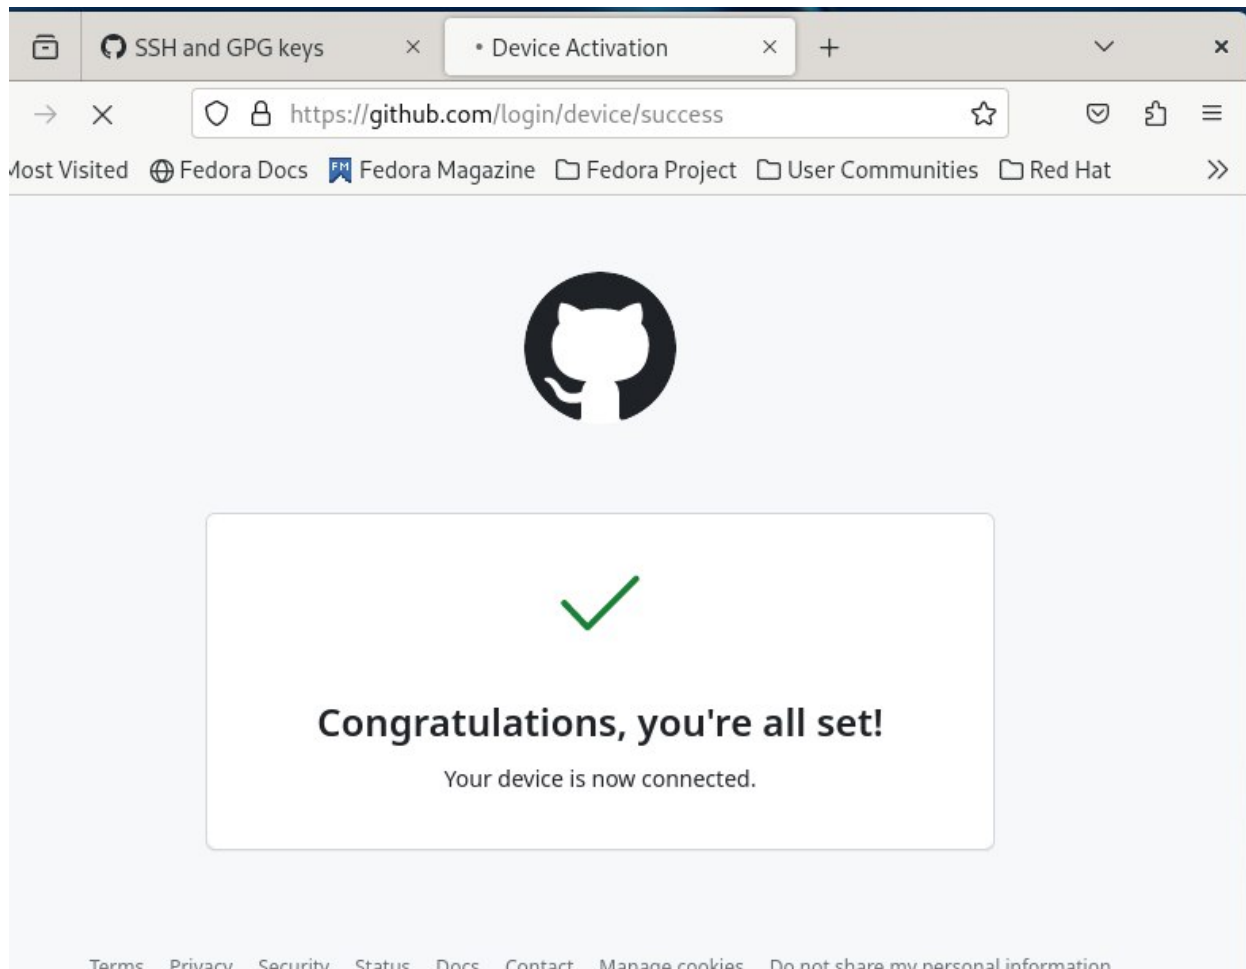 SSH and GPG keys
Device Activation
https://github.com/login/device/success
Most Visited Fedora Docs FM Fedora Magazine Fedora Project User Communities Red Hat
Congratulations, you're all set!
Your device is now connected.
Terms Privacy Security Status Docs Contact Manage cookies Do not share my personal information